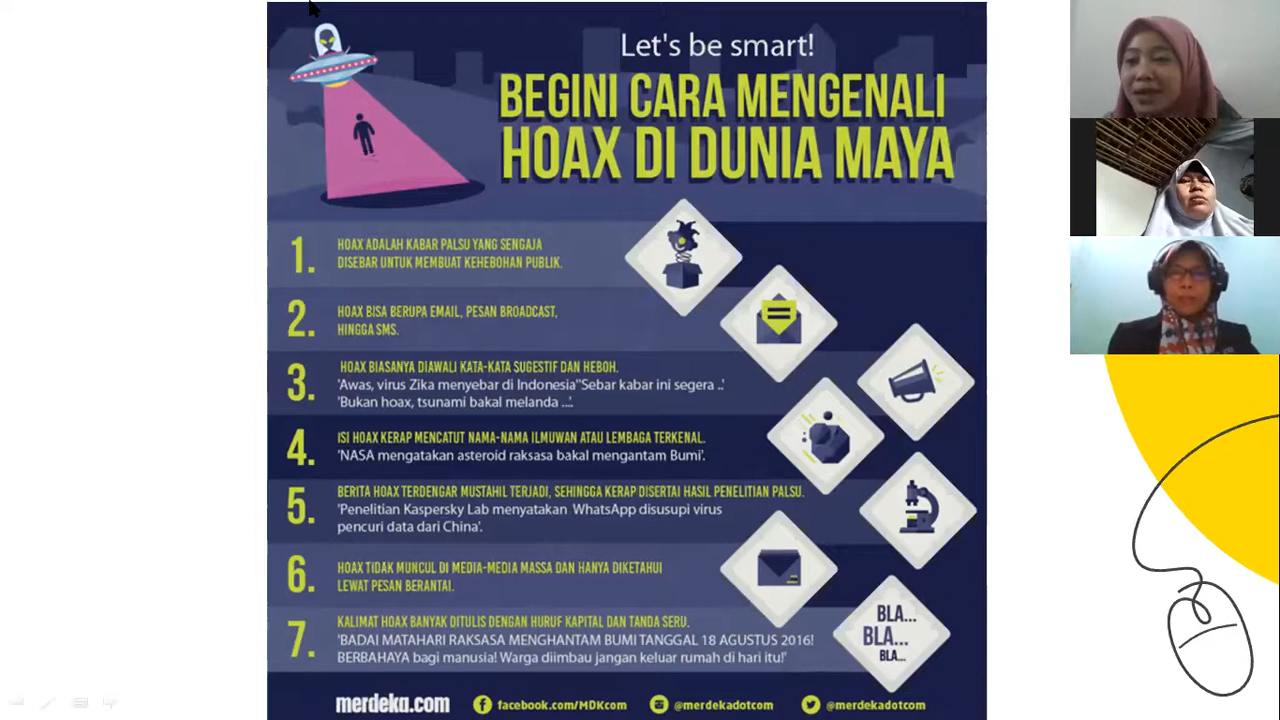 Let's be smart!
BEGINI CARA MENGENALI
HOAX DI DUNIA MAYA
1.
HOAX ADALAH KABAR PALSU YANG SENGAJA
DISEBAR UNTUK MEMBUAT KEHEBOHAN PUBLIK.
2.
HOAX BISA BERUPA EMAIL, PESAN BROADCAST,
HINGGA SMS.
3.
HOAX BIASANYA DIAWALI KATA-KATA SUGESTIF DAN HEBOH.
'Awas, virus Zika menyebar di Indonesia''Sebar kabar ini segera ..'
'Bukan hoax, tsunami bakal melanda ....'
4.
ISI HOAX KERAP MENCATUT NAMA-NAMA ILMUWAN ATAU LEMBAGA TERKENAL.
'NASA mengatakan asteroid raksasa bakal mengantam Bumi'.
5.
BERITA HOAX TERDENGAR MUSTAHIL TERJADI, SEHINGGA KERAP DISERTAI HASIL PENELITIAN PALSU.
'Penelitian Kaspersky Lab menyatakan WhatsApp disusupi virus
pencuri data dari China'.
6.
HOAX TIDAK MUNCUL DI MEDIA-MEDIA MASSA DAN HANYA DIKETAHUI
LEWAT PESAN BERANTAI.
7.
KALIMAT HOAX BANYAK DITULIS DENGAN HURUF KAPITAL DAN TANDA SERU.
'BADAI MATAHARI RAKSASA MENGHANTAM BUMI TANGGAL 18 AGUSTUS 2016!
BERBAHAYA bagi manusia! Warga diimbau jangan keluar rumah di hari itu!'
BLA...
BLA...
BLA...
merdeka.com
facebook.com/MDKcom
@merdekadotcom
@merdekadotcom